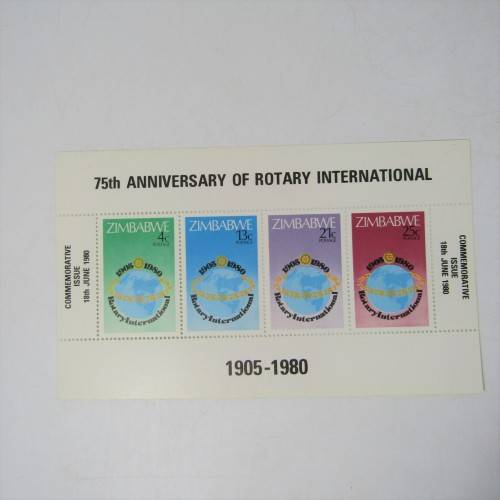 75th ANNIVERSARY OF ROTARY INTERNATIONAL
COMMEMORATIVE
ISSUE
18th JUNE 1980
ZIMBABWE
4c
POSTAGE
1905-1980
Rotary International
ZIMBABWE
13c
POSTAGE
1905-1980
Rotary International
ZIMBABWE
21c
POSTAGE
1905-1980
Rotary International
ZIMBABWE
25c
POSTAGE
1905-1980
Rotary International
COMMEMORATIVE
ISSUE
18th JUNE 1980
1905-1980